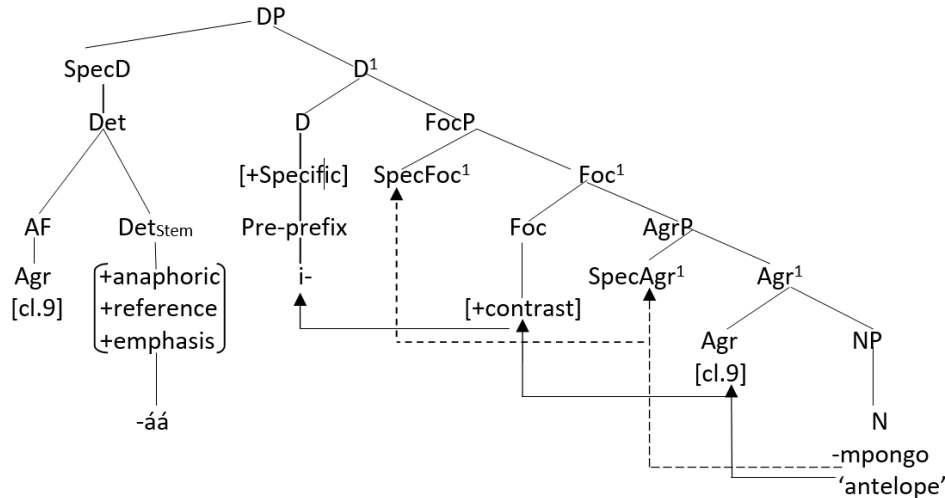 DP
SpecD D¹
Det D FocP
[+Specific] SpecFoc¹ Foc¹
AF DetStem Pre-prefix Foc AgrP
Agr +anaphoric i- SpecAgr¹ Agr¹
[cl.9] +reference [+contrast]
+emphasis Agr NP
[cl.9]
-áá N
-mpongo
‘antelope’